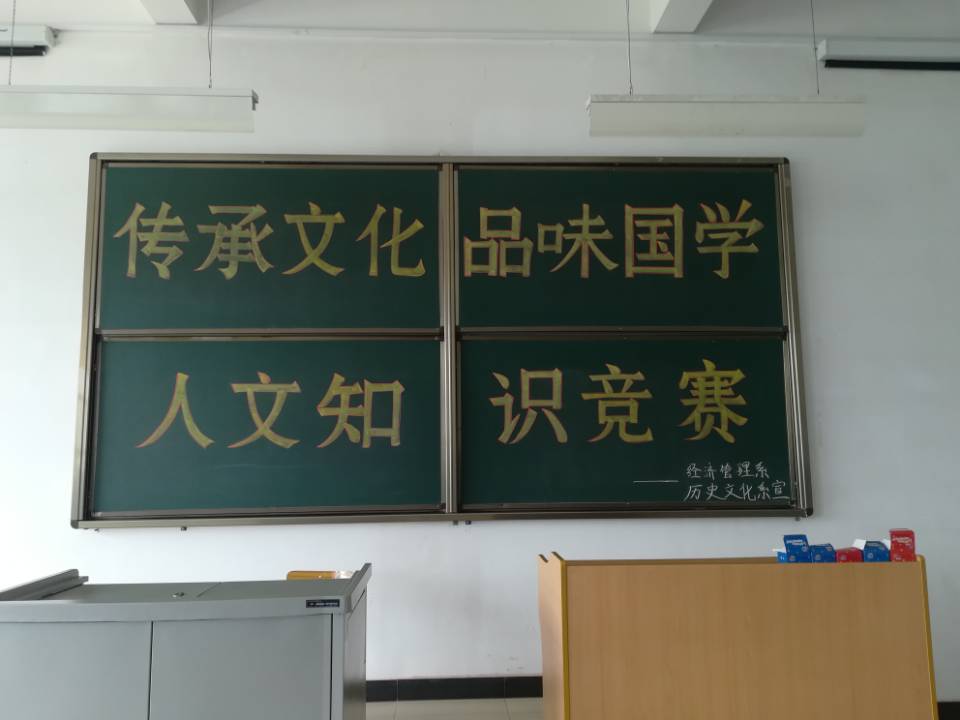 传承文化 品味国学
人文知识竞赛
——经济管理系
历史文化系宣